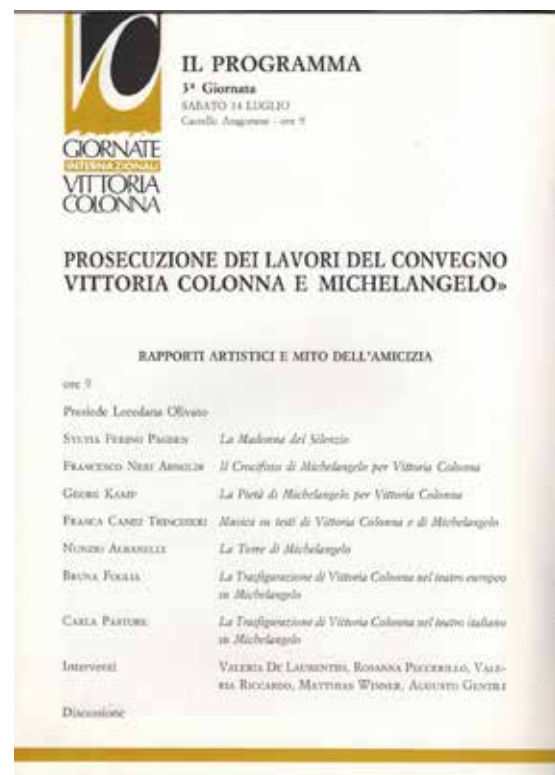 IL PROGRAMMA
3ª Giornata
SABATO 14 LUGLIO
Castello Aragonese - ore 9
GIORNATE
INTERNAZIONALI
VITTORIA
COLONNA
PROSECUZIONE DEI LAVORI DEL CONVEGNO
VITTORIA COLONNA E MICHELANGELO»
RAPPORTI ARTISTICI E MITO DELL'AMICIZIA
ore 9
Presiede Loredana Olivato
SYLVIA FERINO PAGDEN La Madonna del Silenzio
FRANCESCO NERI Il Crocifisso di Michelangelo per Vittoria Colonna
GEORG KAMP La Pietà di Michelangelo per Vittoria Colonna
FRANCA Musica su testi di Vittoria Colonna e di Michelangelo
NUNZIO ALBANELLI La Torre di Michelangelo
BRUNA FOGLIA La Trasfigurazione di Vittoria Colonna nel teatro europeo
su Michelangelo
CARLA PASTORE La Trasfigurazione di Vittoria Colonna nel teatro italiano
su Michelangelo
Interventi VALERIA DE LAURENTIIS, ROSANNA PECCERILLO, VALE-
RIA RICCARDO, MATTHIAS WINNER, AUGUSTO GENTILI
Discussione